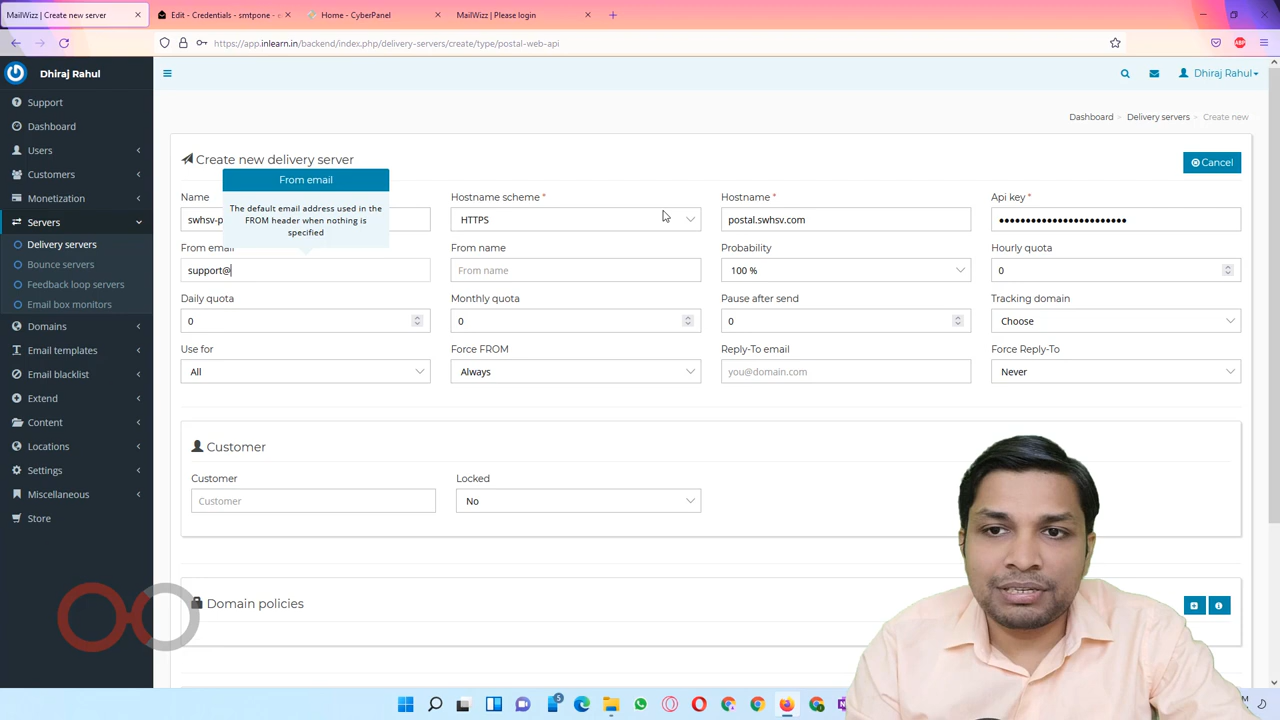 MailWizz | Create new server
Edit - Credentials - smtpone - e
Home - CyberPanel
MailWizz | Please login
https://app.inlearn.in/backend/index.php/delivery-servers/create/type/postal-web-api
Dhiraj Rahul
Dhiraj Rahul
Support
Dashboard
Users
Customers
Monetization
Servers
Delivery servers
Bounce servers
Feedback loop servers
Email box monitors
Domains
Email templates
Email blacklist
Extend
Content
Locations
Settings
Miscellaneous
Store
Dashboard Delivery servers Create new
Create new delivery server
Cancel
From email
The default email address used in the
FROM header when nothing is
specified
Name
Hostname scheme *
Hostname *
Api key *
swhsv-p
HTTPS
postal.swhsv.com
From email
From name
Probability
Hourly quota
support@
From name
100 %
0
Daily quota
Monthly quota
Pause after send
Tracking domain
0
0
0
Choose
Use for
Force FROM
Reply-To email
Force Reply-To
All
Always
you@domain.com
Never
Customer
Customer
Locked
Customer
No
Domain policies